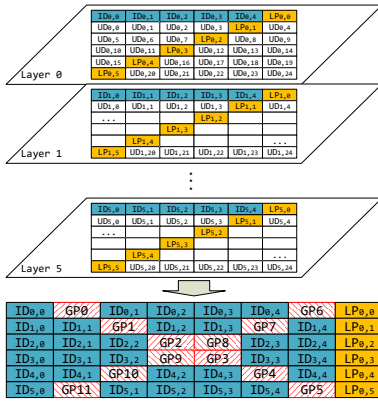 ID0,0 ID0,1 ID0,2 ID0,3 ID0,4 LP0,0
UD0,0 UD0,1 UD0,2 UD0,3 LP0,1 UD0,4
UD0,5 UD0,6 UD0,7 LP0,2 UD0,8 UD0,9
UD0,10 UD0,11 LP0,3 UD0,12 UD0,13 UD0,14
UD0,15 LP0,4 UD0,16 UD0,17 UD0,18 UD0,19
LP0,5 UD0,20 UD0,21 UD0,22 UD0,23 UD0,24
Layer 0
ID1,0 ID1,1 ID1,2 ID1,3 ID1,4 LP1,0
UD1,0 UD1,1 UD1,2 UD1,3 LP1,1 UD1,4
... LP1,2
LP1,3
LP1,4 ...
LP1,5 UD1,20 UD1,21 UD1,22 UD1,23 UD1,24
Layer 1
⋮
ID5,0 ID5,1 ID5,2 ID5,3 ID5,4 LP5,0
UD5,0 UD5,1 UD5,2 UD5,3 LP5,1 UD5,4
... LP5,2
LP5,3
LP5,4 ...
LP5,5 UD5,20 UD5,21 UD5,22 UD5,23 UD5,24
Layer 5
ID0,0 GP0 ID0,1 ID0,2 ID0,3 ID0,4 GP6 LP0,0
ID1,0 ID1,1 GP1 ID1,2 ID1,3 GP7 ID1,4 LP0,1
ID2,0 ID2,1 ID2,2 GP2 GP8 ID2,3 ID2,4 LP0,2
ID3,0 ID3,1 ID3,2 GP9 GP3 ID3,3 ID3,4 LP0,3
ID4,0 ID4,1 GP10 ID4,2 ID4,3 GP4 ID4,4 LP0,4
ID5,0 GP11 ID5,1 ID5,2 ID5,3 ID5,4 GP5 LP0,5